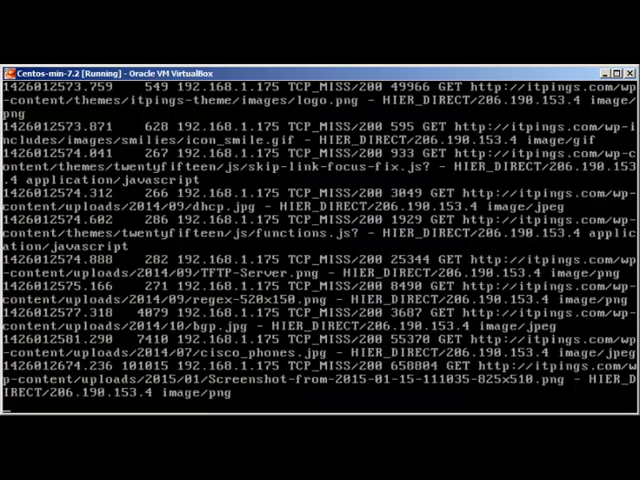 Centos-min-7.2 [Running] - Oracle VM VirtualBox
1426012573.759    549 192.168.1.175 TCP_MISS/200 49966 GET http://itpings.com/wp
-content/themes/itpings-theme/images/logo.png - HIER_DIRECT/206.190.153.4 image/
png
1426012573.871    628 192.168.1.175 TCP_MISS/200 595 GET http://itpings.com/wp-i
ncludes/images/smilies/icon_smile.gif - HIER_DIRECT/206.190.153.4 image/gif
1426012574.041    267 192.168.1.175 TCP_MISS/200 933 GET http://itpings.com/wp-c
ontent/themes/twentyfifteen/js/skip-link-focus-fix.js? - HIER_DIRECT/206.190.153
.4 application/javascript
1426012574.312    266 192.168.1.175 TCP_MISS/200 3049 GET http://itpings.com/wp-
content/uploads/2014/09/dhcp.jpg - HIER_DIRECT/206.190.153.4 image/jpeg
1426012574.602    286 192.168.1.175 TCP_MISS/200 1929 GET http://itpings.com/wp-
content/themes/twentyfifteen/js/functions.js? - HIER_DIRECT/206.190.153.4 applic
ation/javascript
1426012574.888    282 192.168.1.175 TCP_MISS/200 25344 GET http://itpings.com/wp
-content/uploads/2014/09/TFTP-Server.png - HIER_DIRECT/206.190.153.4 image/png
1426012575.166    271 192.168.1.175 TCP_MISS/200 8490 GET http://itpings.com/wp-
content/uploads/2014/09/regex-520x150.png - HIER_DIRECT/206.190.153.4 image/png
1426012577.318   4079 192.168.1.175 TCP_MISS/200 3687 GET http://itpings.com/wp-
content/uploads/2014/10/bgp.jpg - HIER_DIRECT/206.190.153.4 image/jpeg
1426012581.290   7410 192.168.1.175 TCP_MISS/200 55370 GET http://itpings.com/wp
-content/uploads/2014/07/cisco_phones.jpg - HIER_DIRECT/206.190.153.4 image/jpeg
1426012674.236 101015 192.168.1.175 TCP_MISS/200 658804 GET http://itpings.com/w
p-content/uploads/2015/01/Screenshot-from-2015-01-15-111035-825x510.png - HIER_D
IRECT/206.190.153.4 image/png